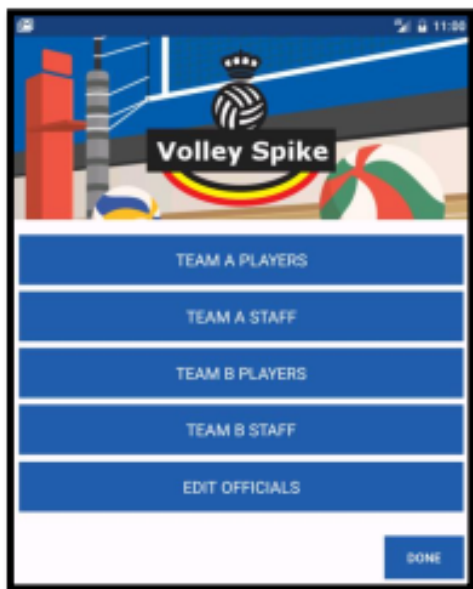 11:00
Volley Spike
TEAM A PLAYERS
TEAM A STAFF
TEAM B PLAYERS
TEAM B STAFF
EDIT OFFICIALS
DONE